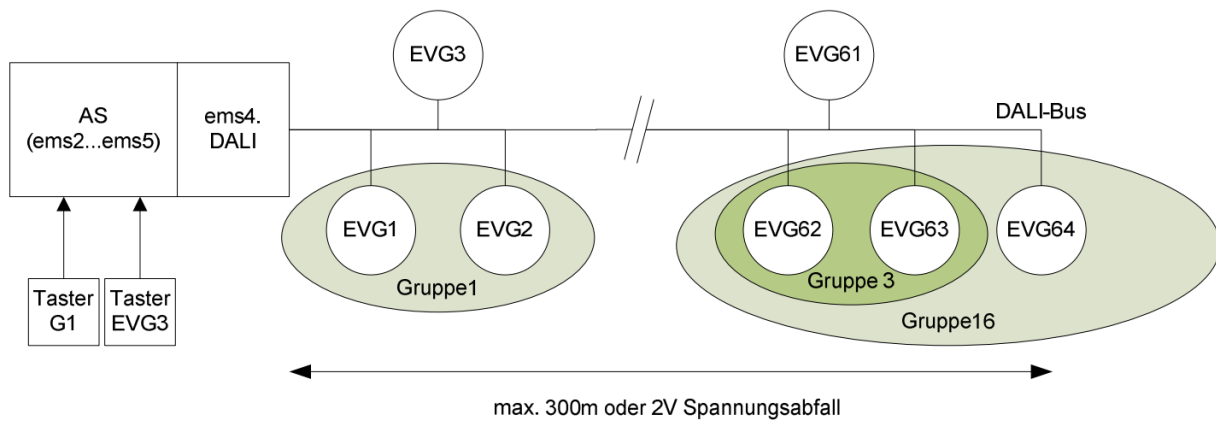 EVG3
EVG61
AS
(ems2...ems5)
ems4.
DALI
DALI-Bus
EVG1
EVG2
EVG62
EVG63
EVG64
Gruppe1
Gruppe 3
Gruppe16
Taster
G1
Taster
EVG3
max. 300m oder 2V Spannungsabfall